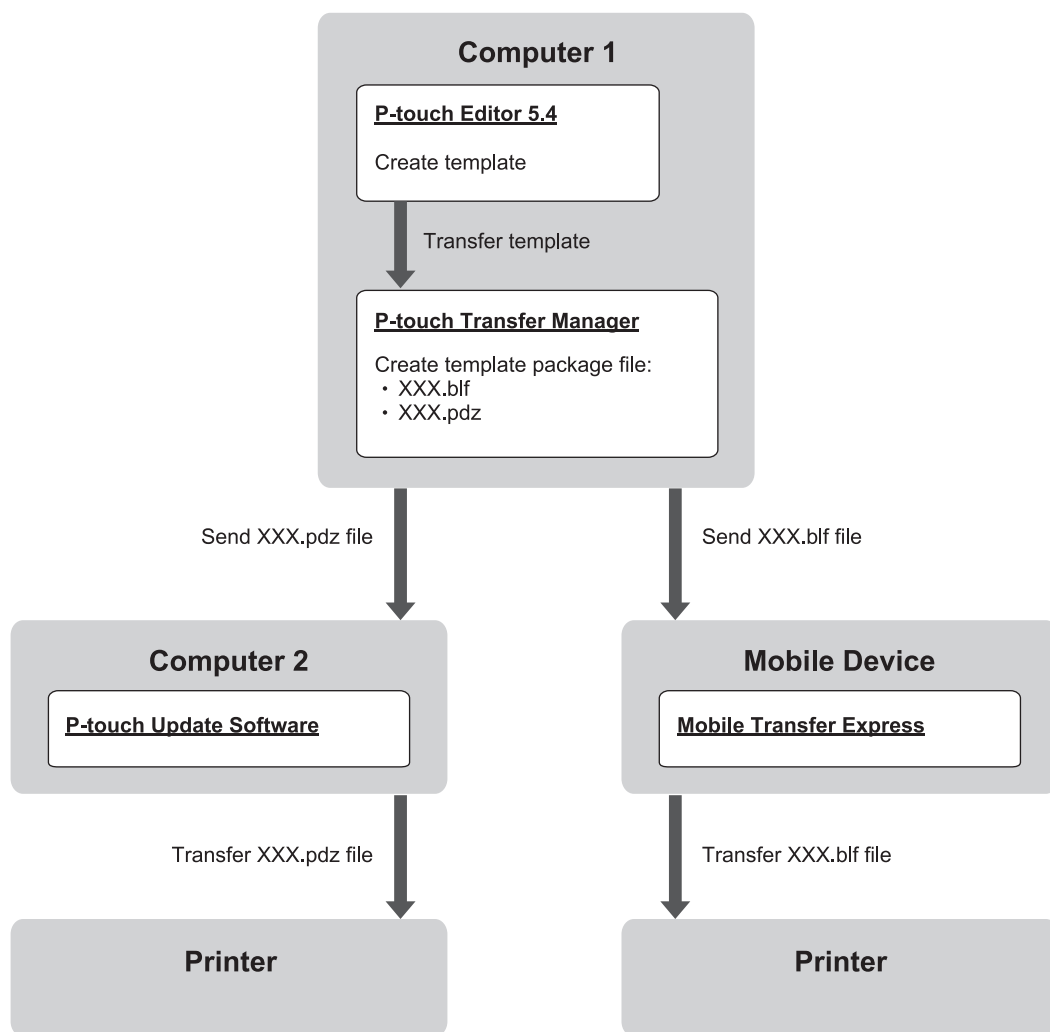 Computer 1
P-touch Editor 5.4
Create template
Transfer template
P-touch Transfer Manager
Create template package file:
・ XXX.blf
・ XXX.pdz
Send XXX.pdz file
Send XXX.blf file
Computer 2
P-touch Update Software
Mobile Device
Mobile Transfer Express
Transfer XXX.pdz file
Transfer XXX.blf file
Printer
Printer